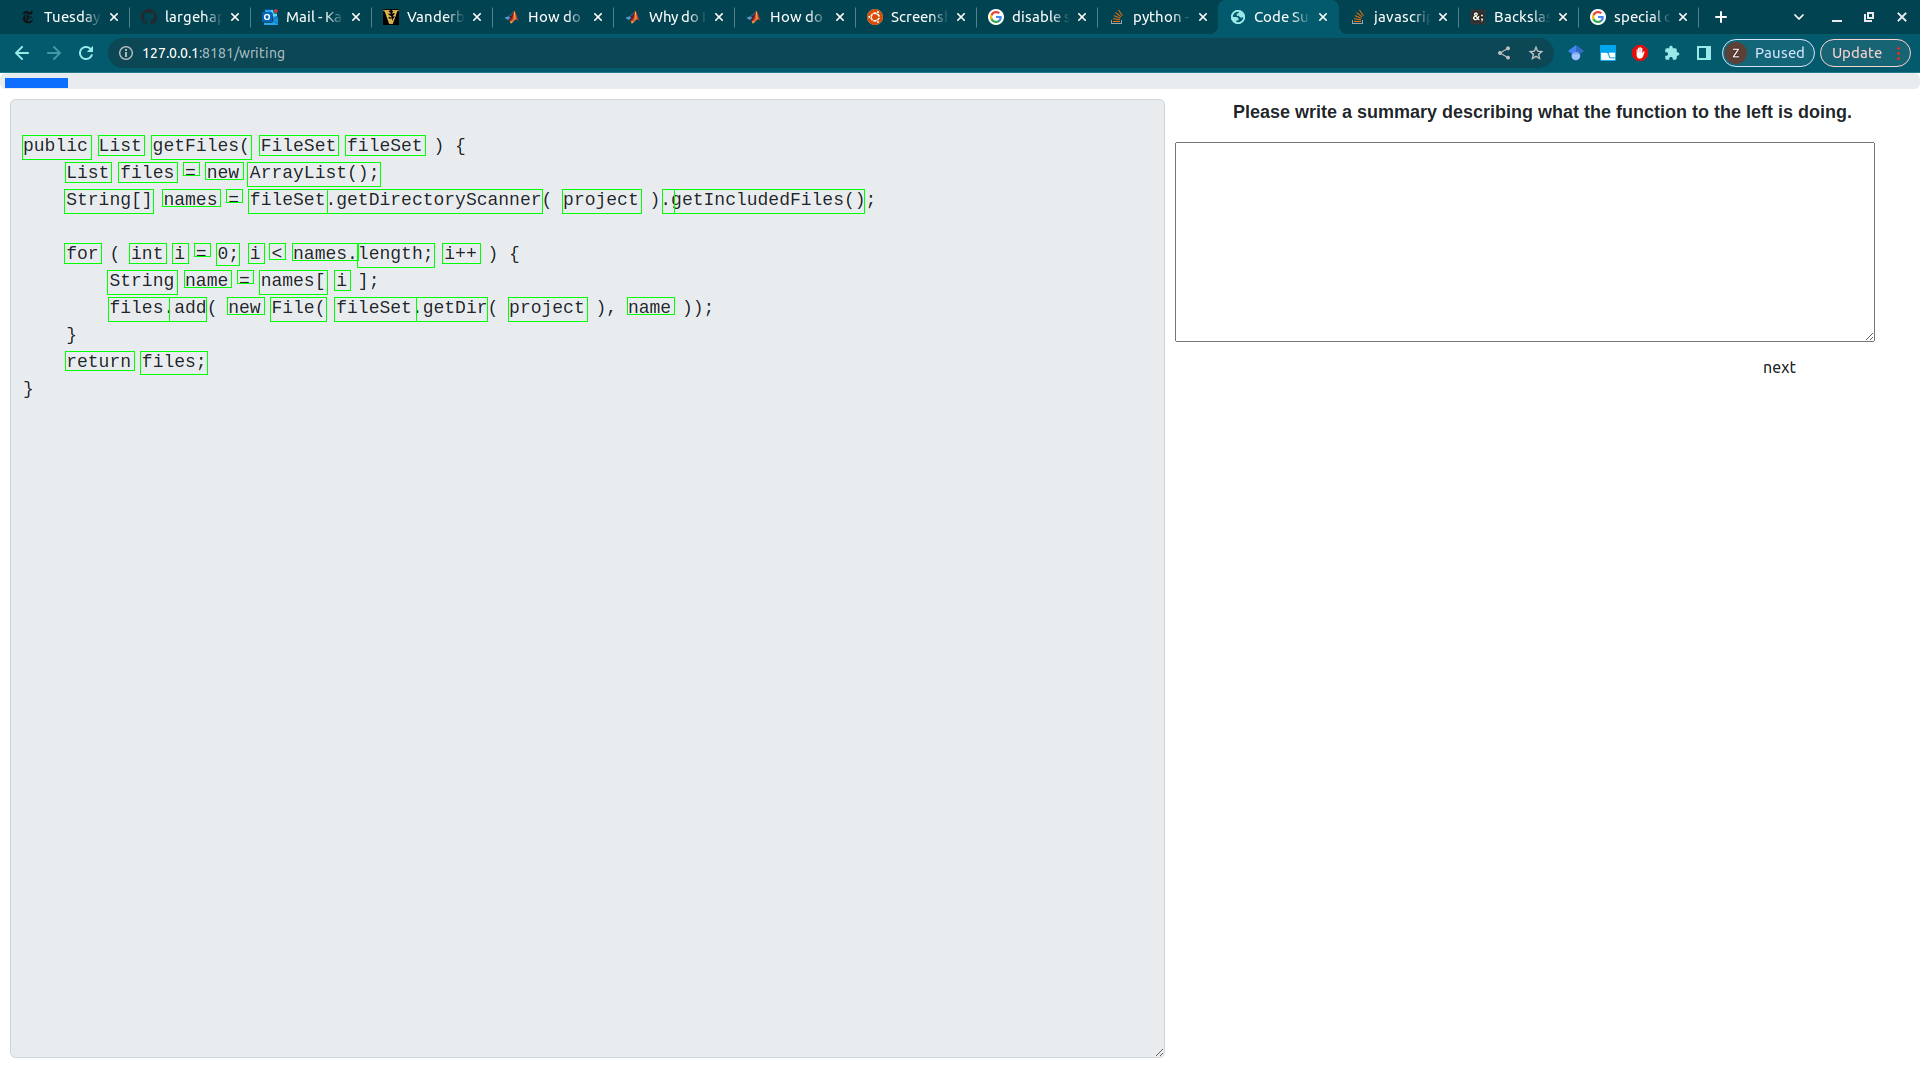 Tuesday
largehap
Mail - Ka
Vanderb
How do
Why do
How do
Screens
disable s
python -
Code Su
javascrip
Backslas
special c
127.0.0.1:8181/writing
Z Paused
Update
Please write a summary describing what the function to the left is doing.
public List getFiles( FileSet fileSet ) {
    List files = new ArrayList();
    String[] names = fileSet.getDirectoryScanner( project ).getIncludedFiles();
    for ( int i = 0; i < names.length; i++ ) {
        String name = names[ i ];
        files.add( new File( fileSet.getDir( project ), name ));
    }
    return files;
}
next